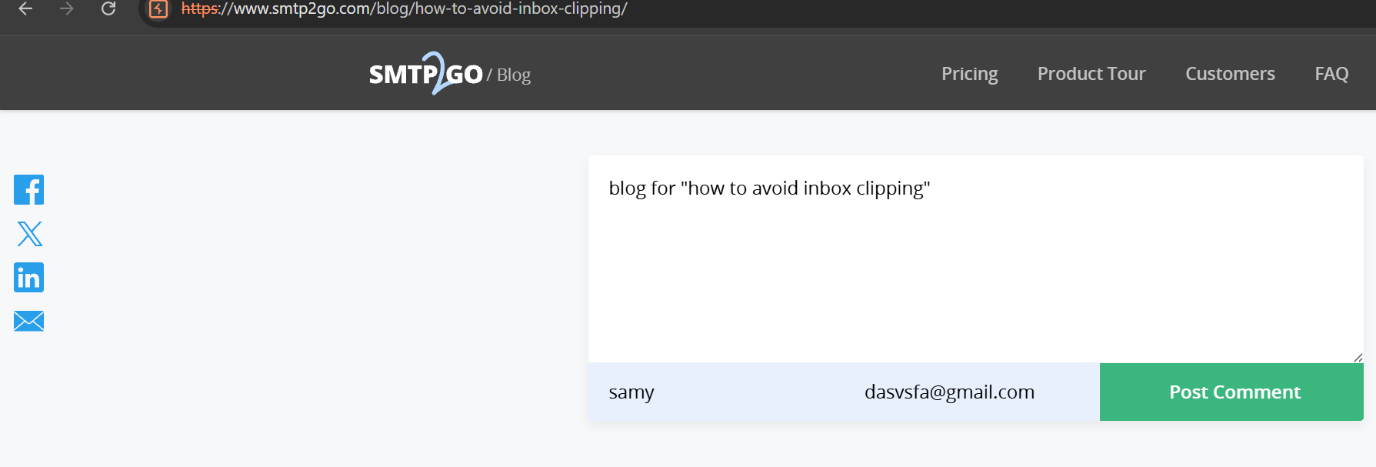 https://www.smtp2go.com/blog/how-to-avoid-inbox-clipping/
SMTP2GO / Blog
Pricing
Product Tour
Customers
FAQ
blog for "how to avoid inbox clipping"
samy
dasvsfa@gmail.com
Post Comment